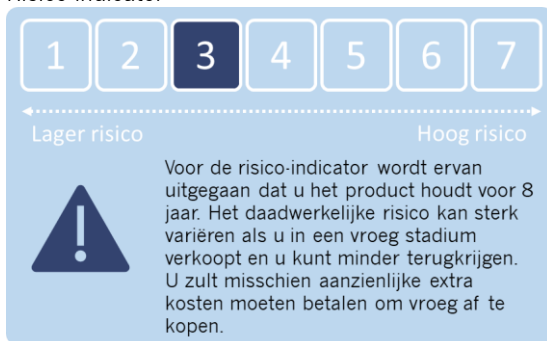 1 2 3 4 5 6 7
Lager risico Hoog risico
Voor de risico-indicator wordt ervan
uitgegaan dat u het product houdt voor 8
jaar. Het daadwerkelijke risico kan sterk
variëren als u in een vroeg stadium
verkoopt en u kunt minder terugkrijgen.
U zult misschien aanzienlijke extra
kosten moeten betalen om vroeg af te
kopen.